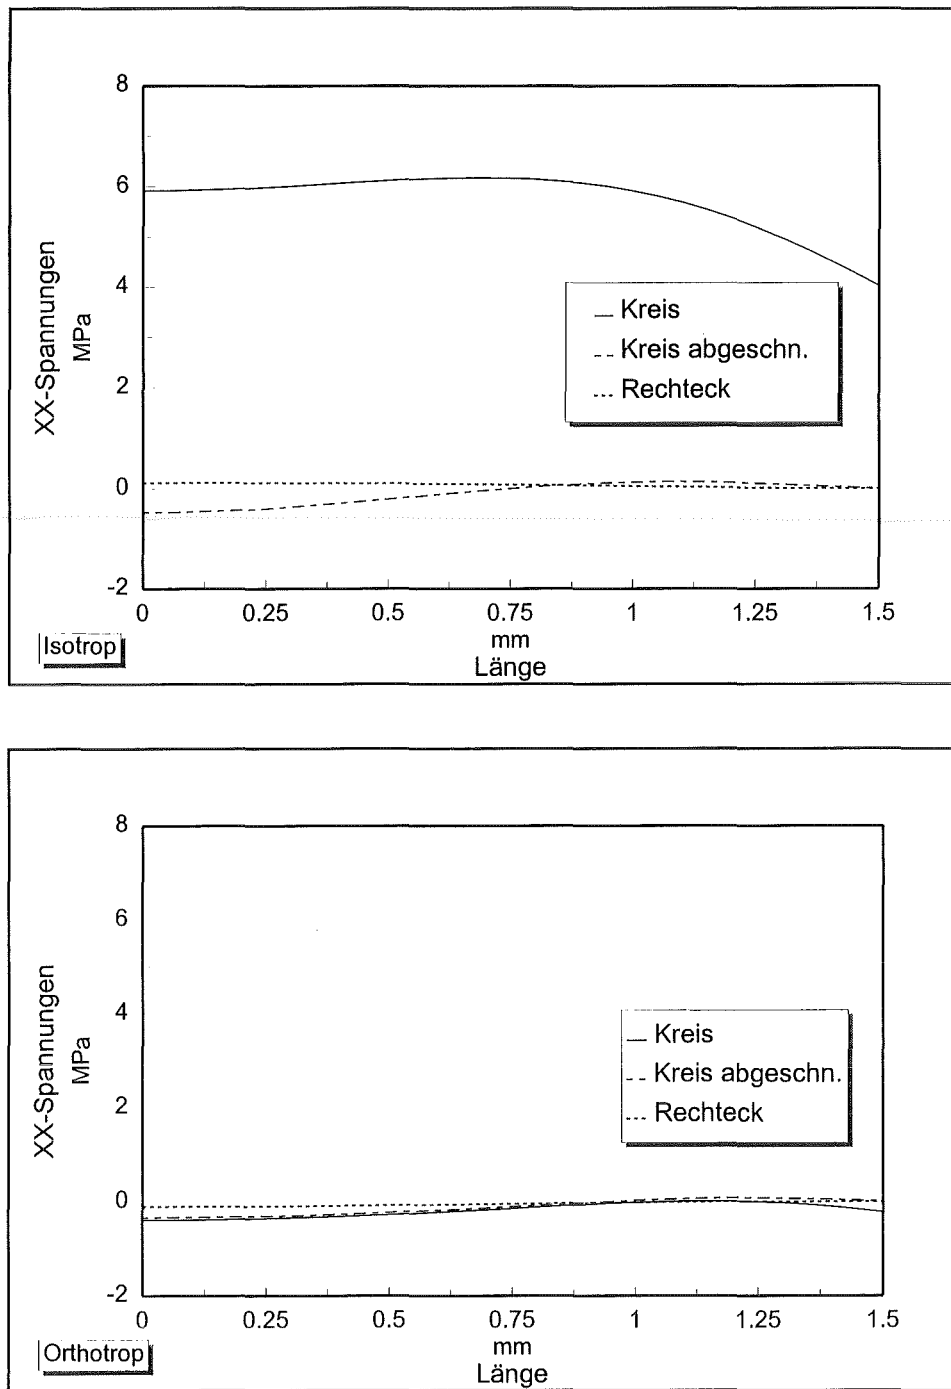 8
6
4
2
0
-2
XX-Spannungen
MPa
Kreis
Kreis abgeschn.
Rechteck
0 0.25 0.5 0.75 1 1.25 1.5
mm
Länge
Isotrop
8
6
4
2
0
-2
XX-Spannungen
MPa
Kreis
Kreis abgeschn.
Rechteck
0 0.25 0.5 0.75 1 1.25 1.5
mm
Länge
Orthotrop